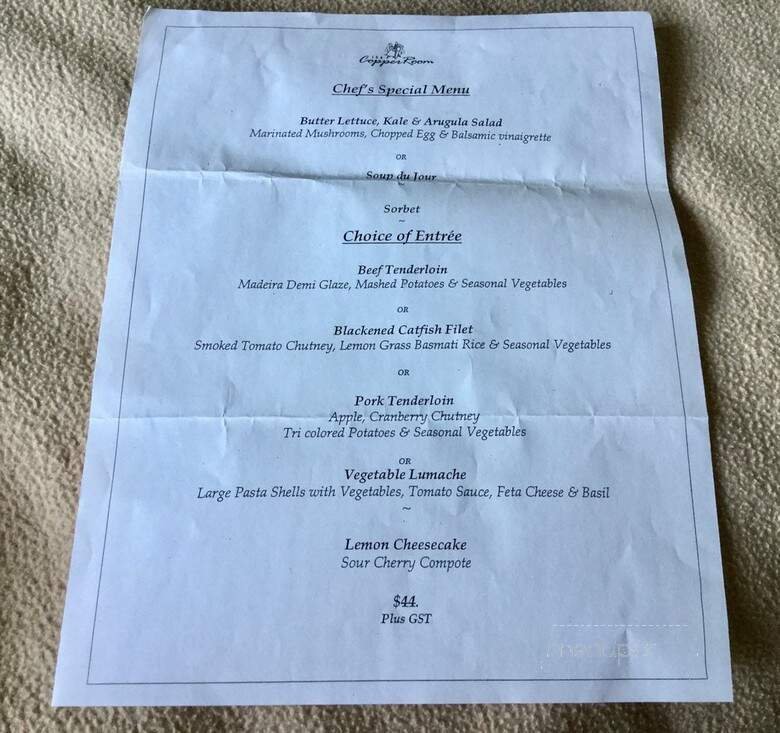 THE
Copper Room
Chef's Special Menu
Butter Lettuce, Kale & Arugula Salad
Marinated Mushrooms, Chopped Egg & Balsamic vinaigrette
OR
Soup du Jour
~
Sorbet
~
Choice of Entrée
Beef Tenderloin
Madeira Demi Glaze, Mashed Potatoes & Seasonal Vegetables
OR
Blackened Catfish Filet
Smoked Tomato Chutney, Lemon Grass Basmati Rice & Seasonal Vegetables
OR
Pork Tenderloin
Apple, Cranberry Chutney
Tri colored Potatoes & Seasonal Vegetables
OR
Vegetable Lumache
Large Pasta Shells with Vegetables, Tomato Sauce, Feta Cheese & Basil
~
Lemon Cheesecake
Sour Cherry Compote
$44.
Plus GST